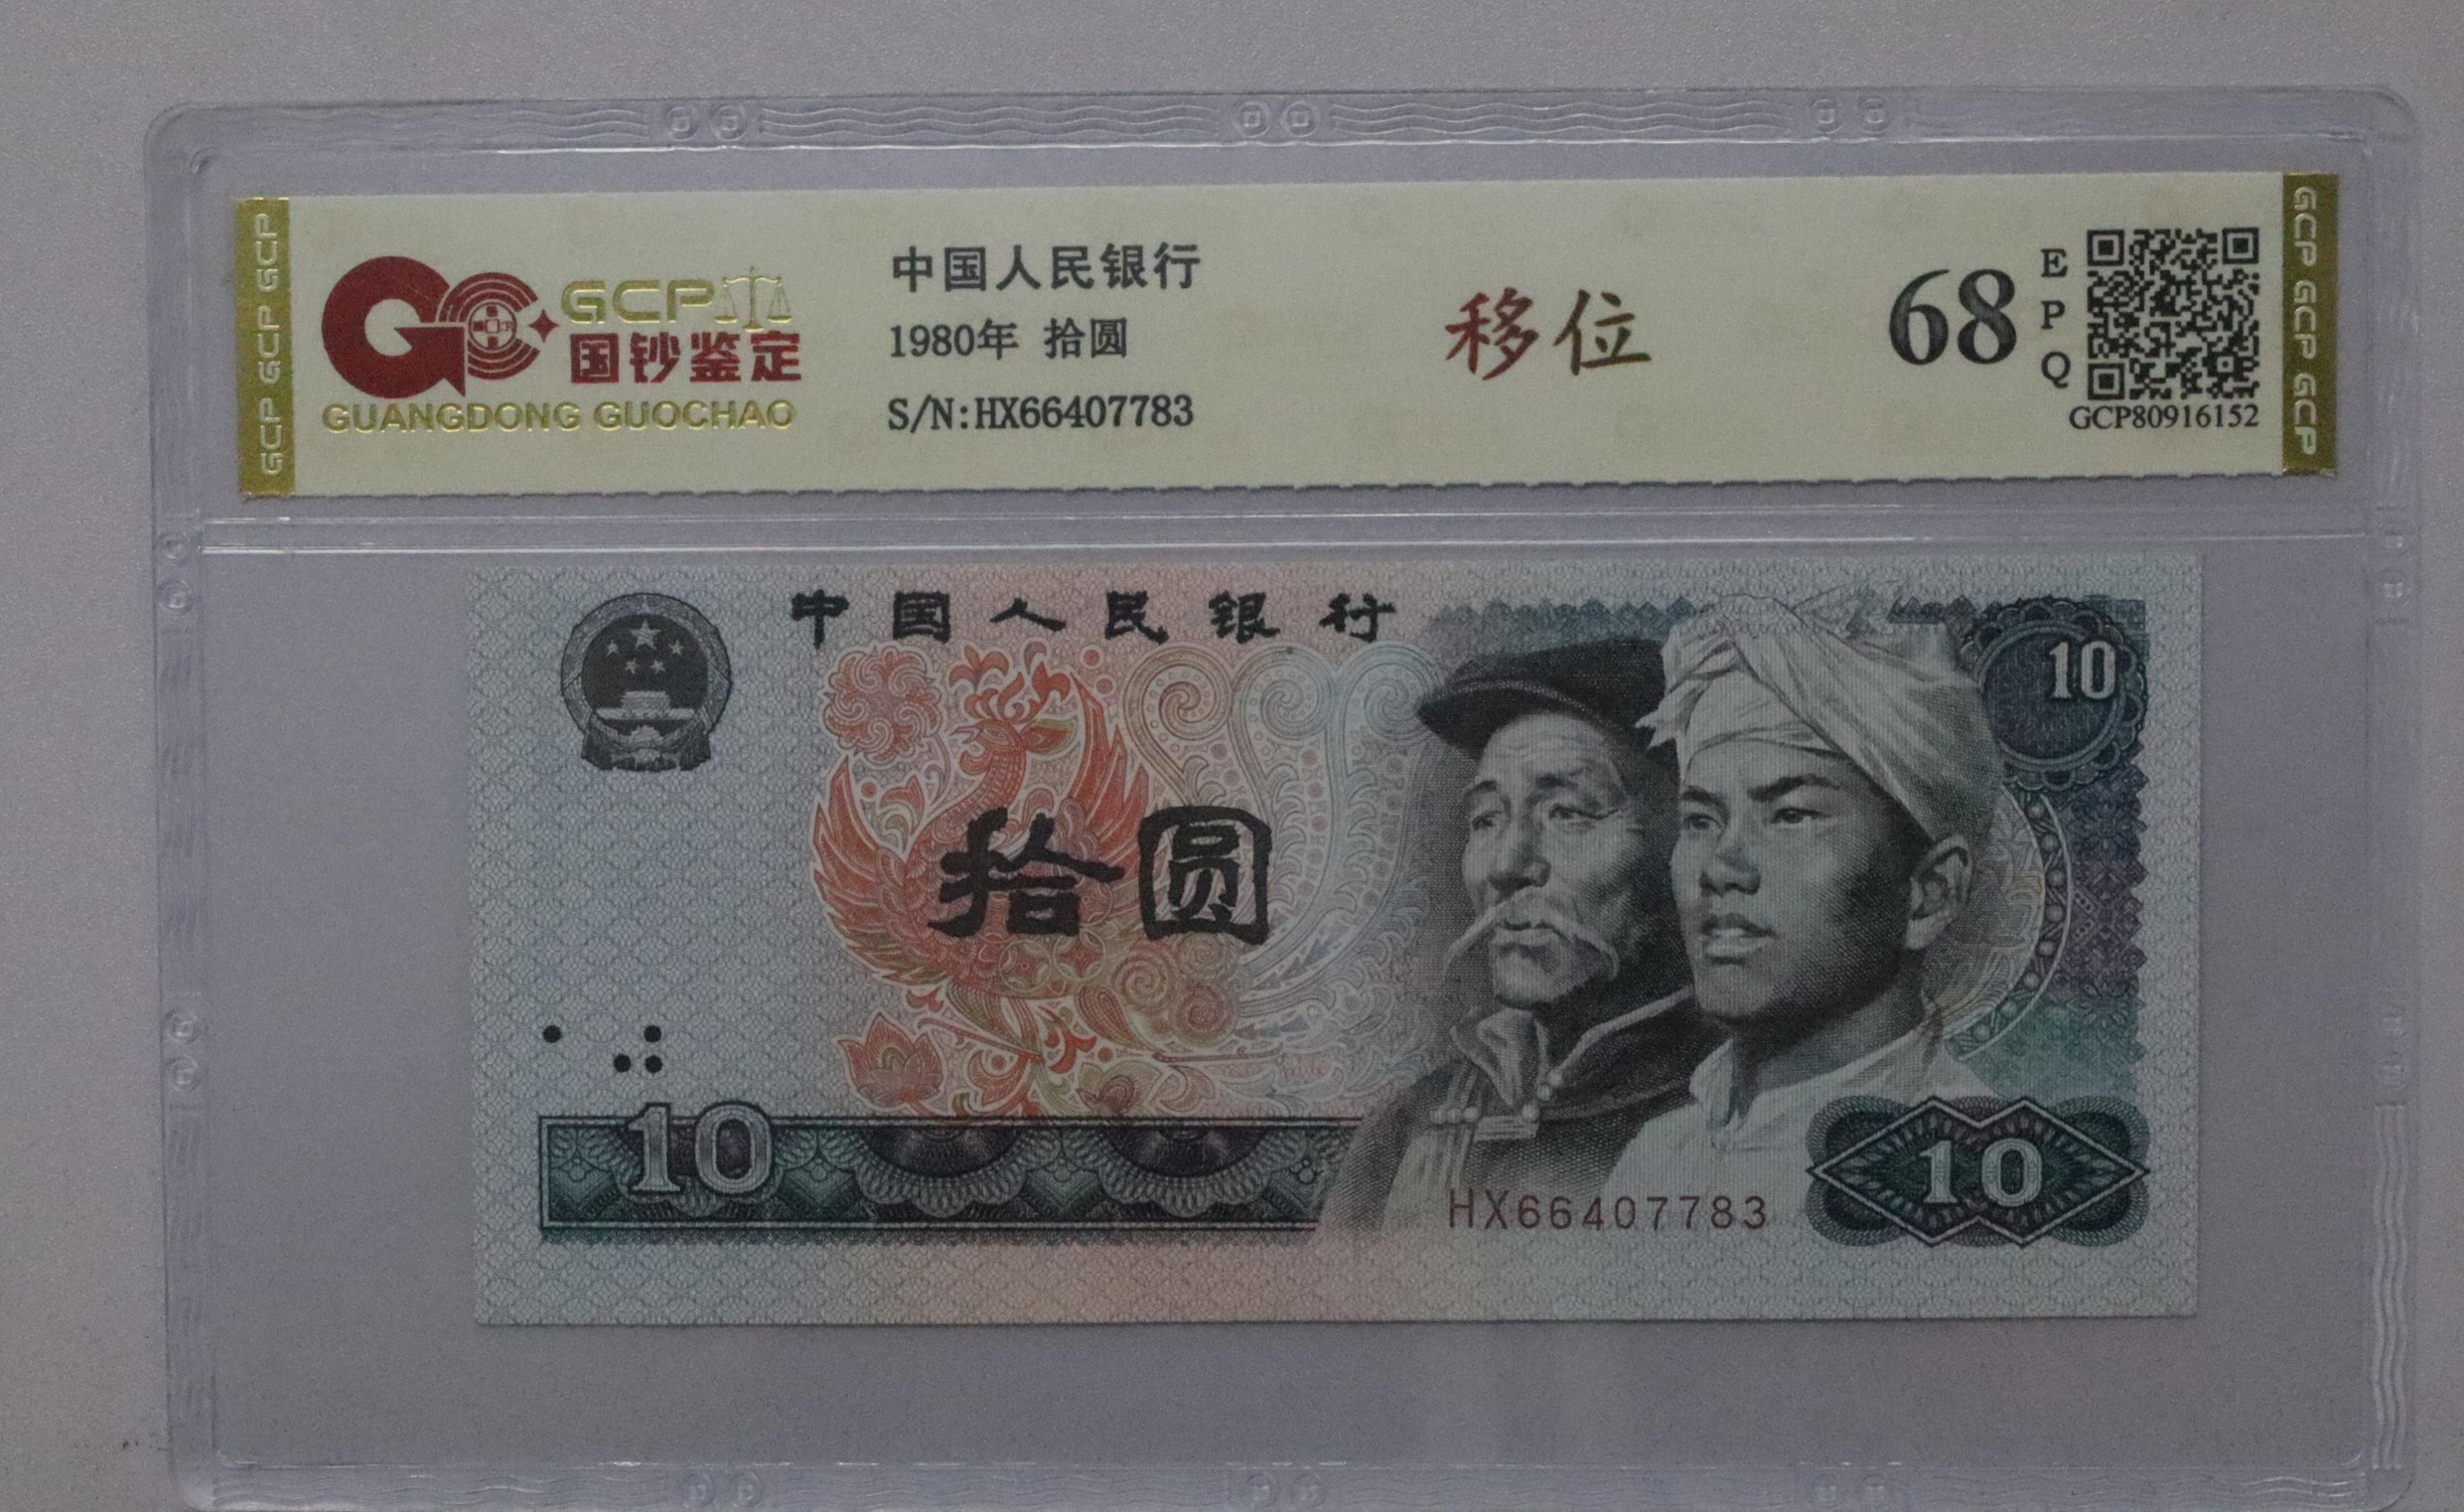 GCP GCP GCP
GCP
国钞鉴定
GUANGDONG GUOCHAO
中国人民银行
1980年 拾圆
S/N:HX66407783
移位
68
EPQ
GCP80916152
GCP GCP GCP
中国人民银行
10
拾圆
10
HX66407783
10